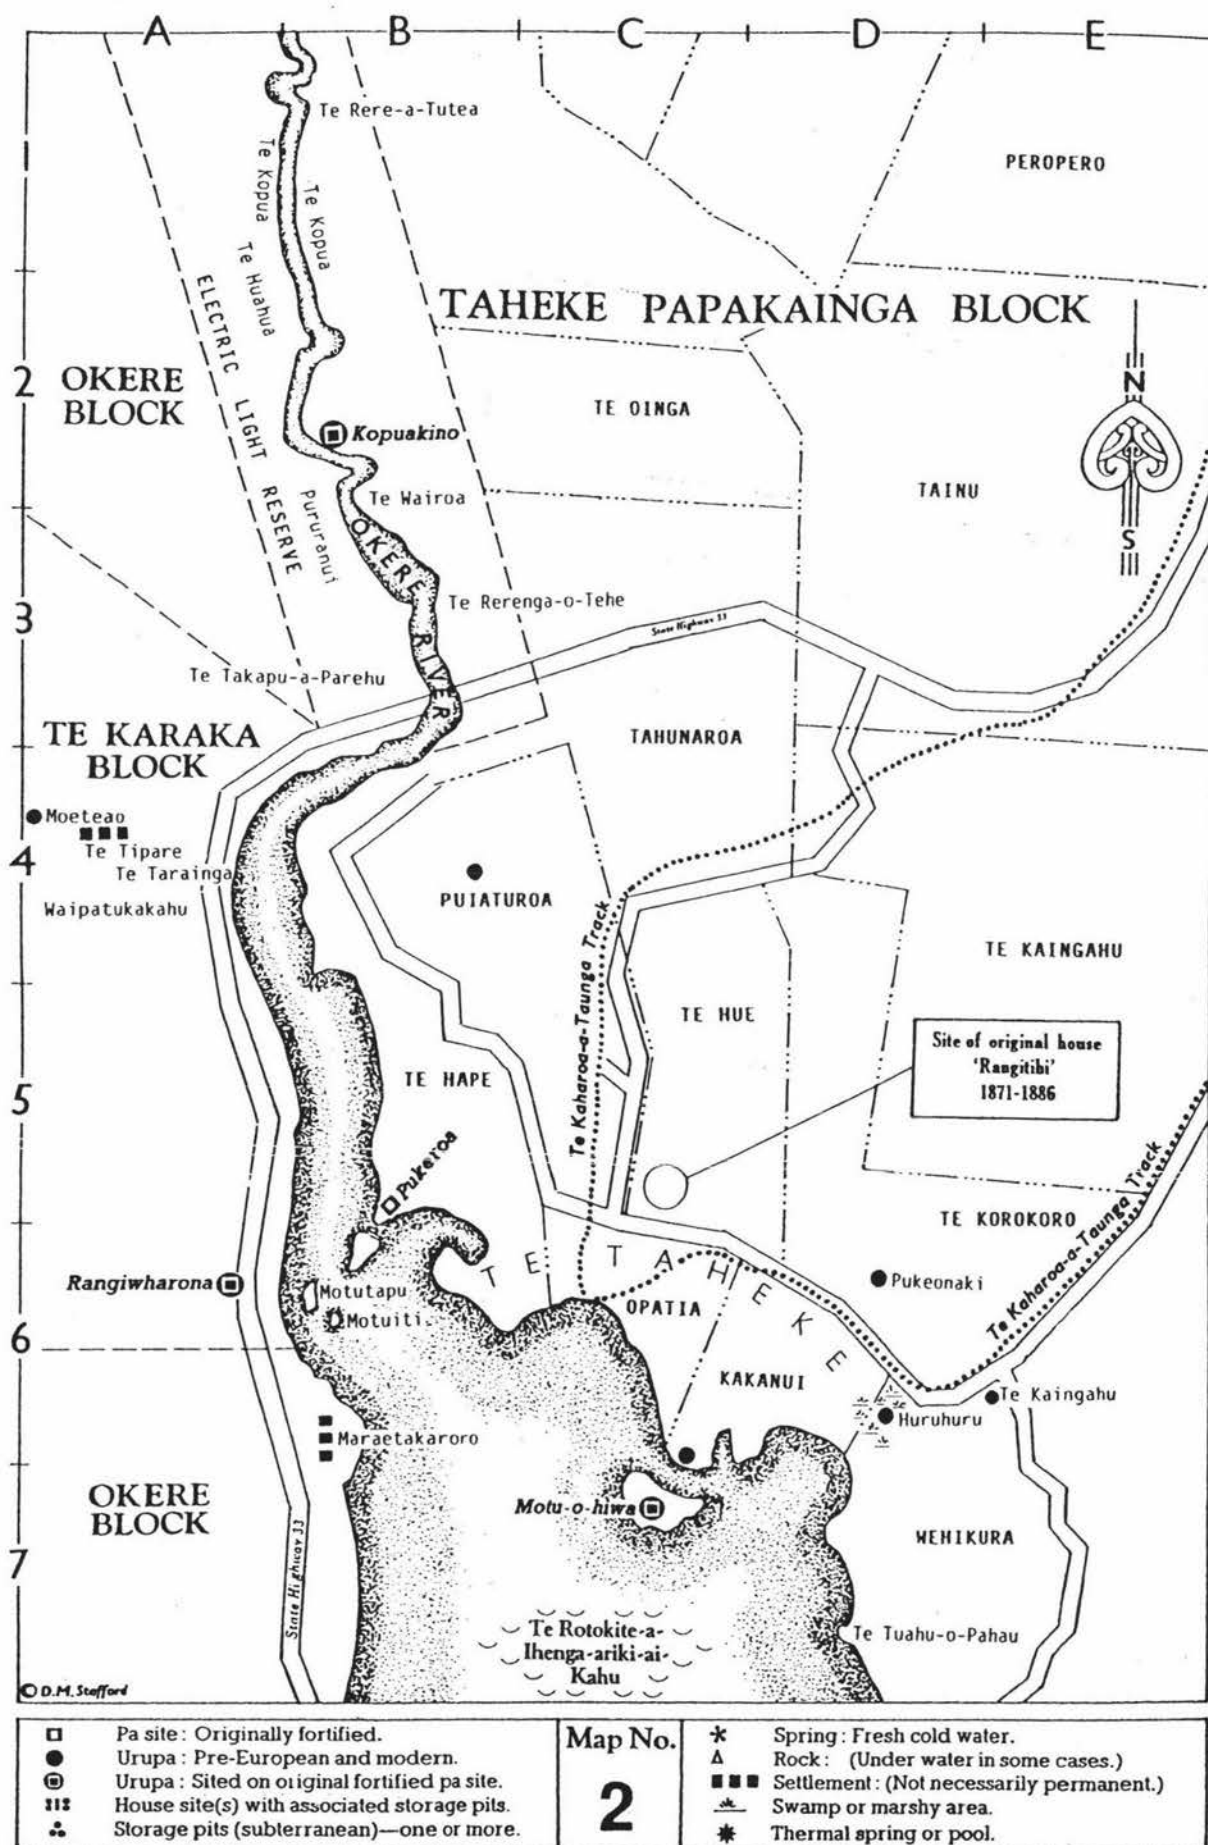 A B C D E
Te Rere-a-Tutea
1
Te Kopua
Te Kopua
PEROPERO
Te Huahua
ELECTRIC LIGHT RESERVE
TAHEKE PAPAKAINGA BLOCK
2
OKERE
BLOCK
TE OINGA
N
S
Kopuakino
TAINU
Te Wairoa
Pururanui
OKERE RIVER
3
Te Rerenga-o-Tehe
State Highway 33
Te Takapu-a-Parehu
TE KARAKA
BLOCK
TAHUNAROA
Moeteao
4
Te Tipare
Te Tarainga
Waipatukakahu
PUIATUROA
Te Kaharoa-a-Taunga Track
TE KAINGAHU
TE HUE
Site of original house
'Rangitihi'
1871-1886
5
TE HAPE
Pukeroa
TE KOROKORO
Te Kaharoa-a-Taunga Track
TE TAHEKE
Rangiwharona
Motutapu
Motuiti
OPATIA
Pukeonaki
6
KAKANUI
Te Kaingahu
Huruhuru
Maraetakaroro
OKERE
BLOCK
Motu-o-hiwa
WEHIKURA
7
State Highway 33
Te Rotokite-a-
Ihenga-ariki-ai-
Kahu
Te Tuahu-o-Pahau
© D.M. Stafford
Pa site: Originally fortified.
Urupa: Pre-European and modern.
Urupa: Sited on original fortified pa site.
House site(s) with associated storage pits.
Storage pits (subterranean)—one or more.
Map No.
2
Spring: Fresh cold water.
Rock: (Under water in some cases.)
Settlement: (Not necessarily permanent.)
Swamp or marshy area.
Thermal spring or pool.